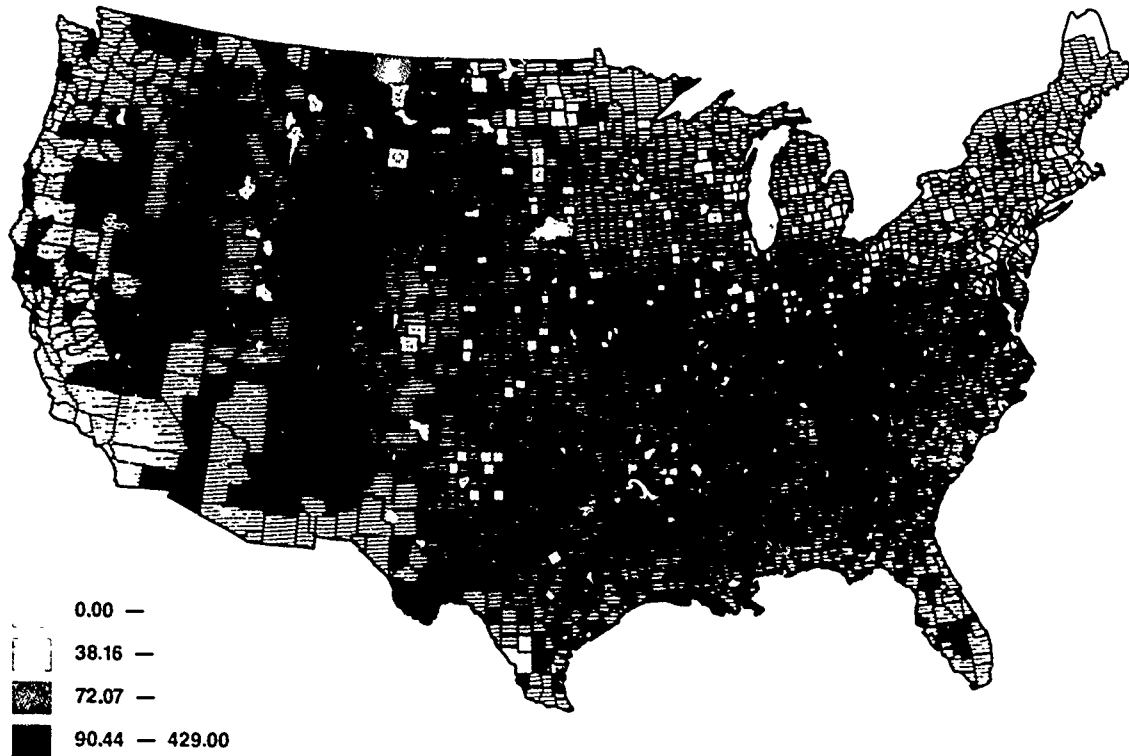 0.00 —
38.16 —
72.07 —
90.44 — 429.00